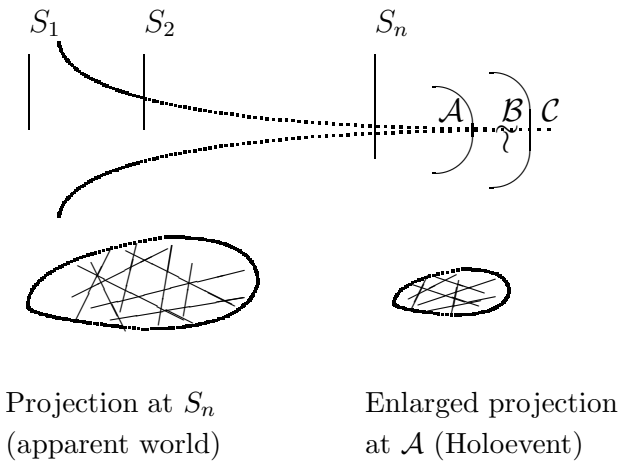 S₁ S₂ Sₙ
𝒜 ℬ 𝒞
Projection at Sₙ
(apparent world)
Enlarged projection
at 𝒜 (Holoevent)